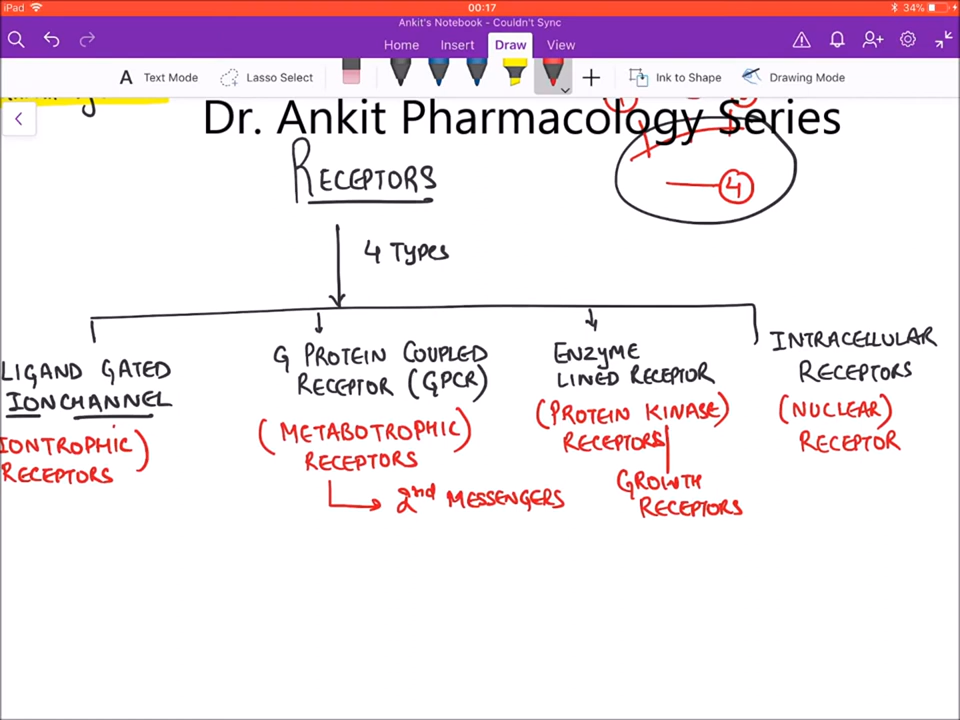 iPad 00:17 34%
Ankit's Notebook - Couldn't Sync
Home Insert Draw View
Text Mode Lasso Select Ink to Shape Drawing Mode
Dr. Ankit Pharmacology Series
RECEPTORS
4
4 TYPES
LIGAND GATED
ION CHANNEL
IONTROPHIC)
RECEPTORS
G PROTEIN COUPLED
RECEPTOR (GPCR)
(METABOTROPHIC)
RECEPTORS
2nd MESSENGERS
ENZYME
LINED RECEPTOR
(PROTEIN KINASE)
RECEPTORS
GROWTH
RECEPTORS
INTRACELLULAR
RECEPTORS
(NUCLEAR)
RECEPTOR